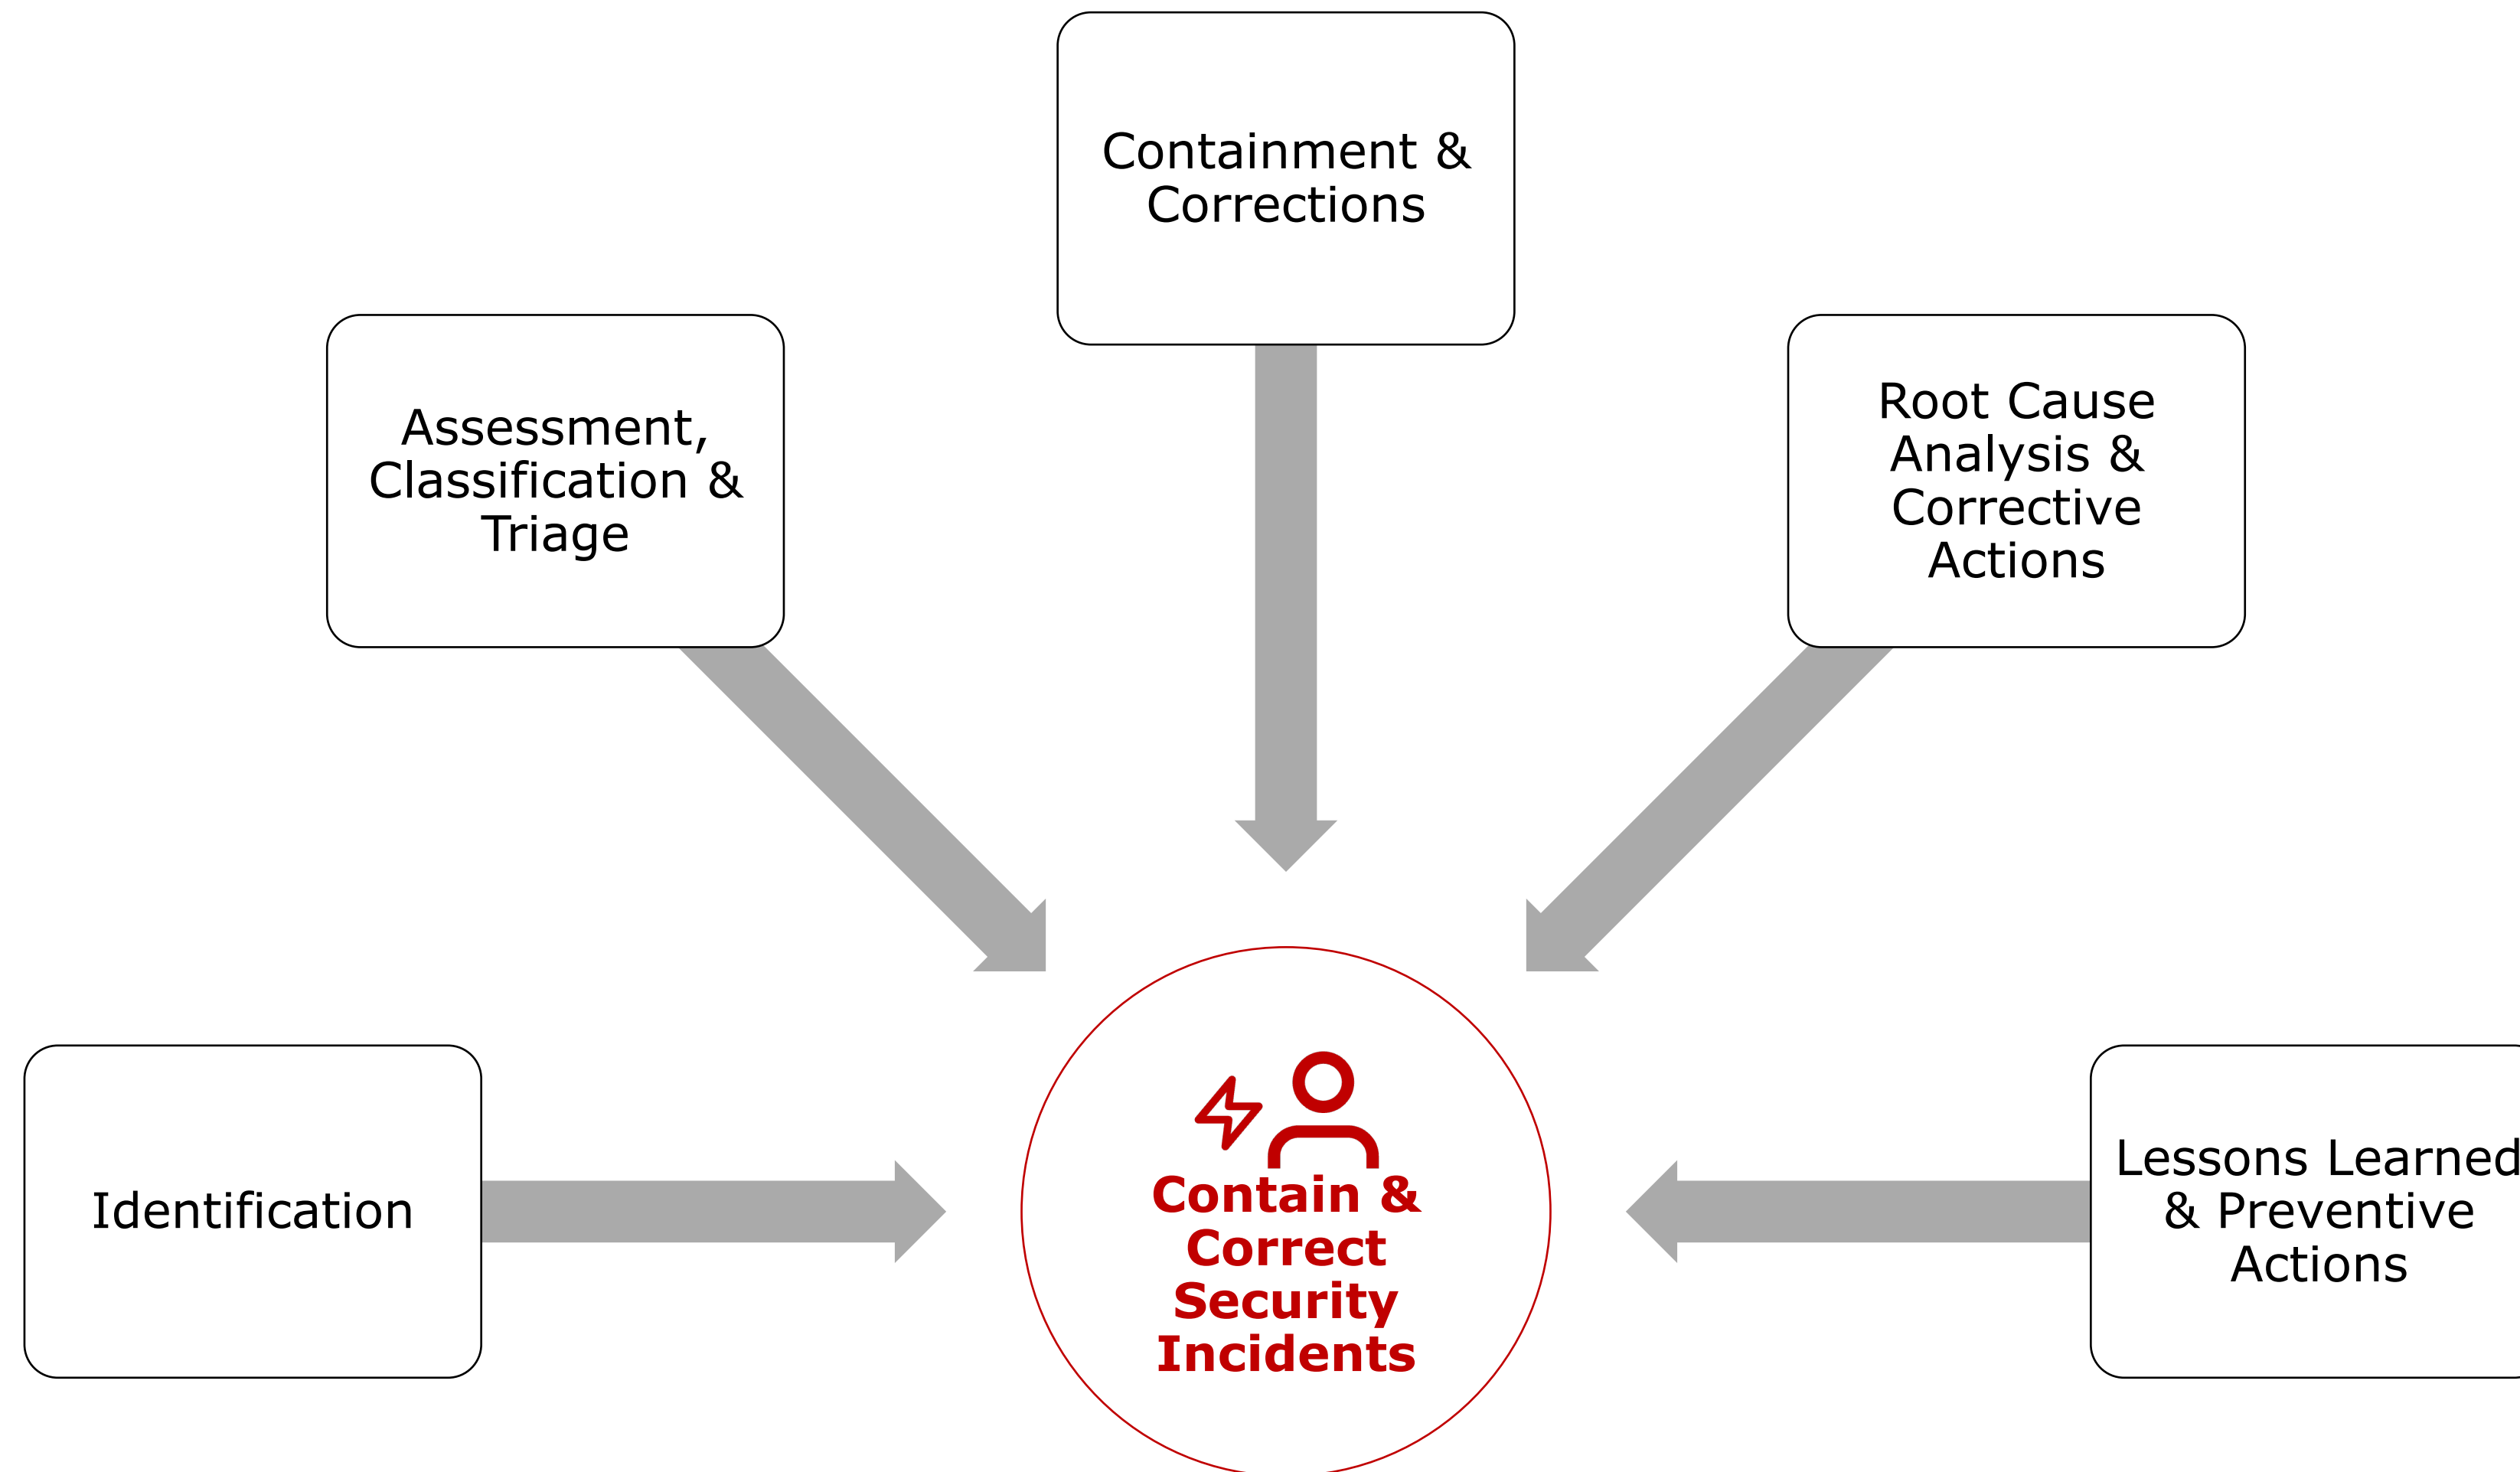 Containment &
Corrections
Assessment,
Classification &
Triage
Root Cause
Analysis &
Corrective
Actions
Identification
Contain &
Correct
Security
Incidents
Lessons Learned
& Preventive
Actions